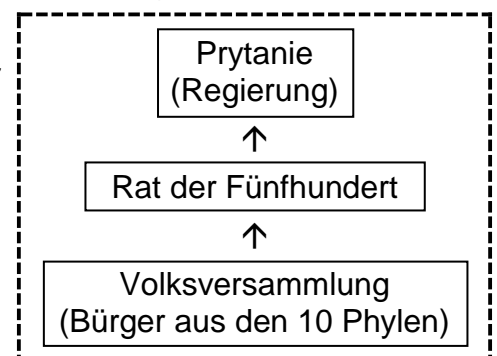 Prytanie
(Regierung)
↑
Rat der Fünfhundert
↑
Volksversammlung
(Bürger aus den 10 Phylen)